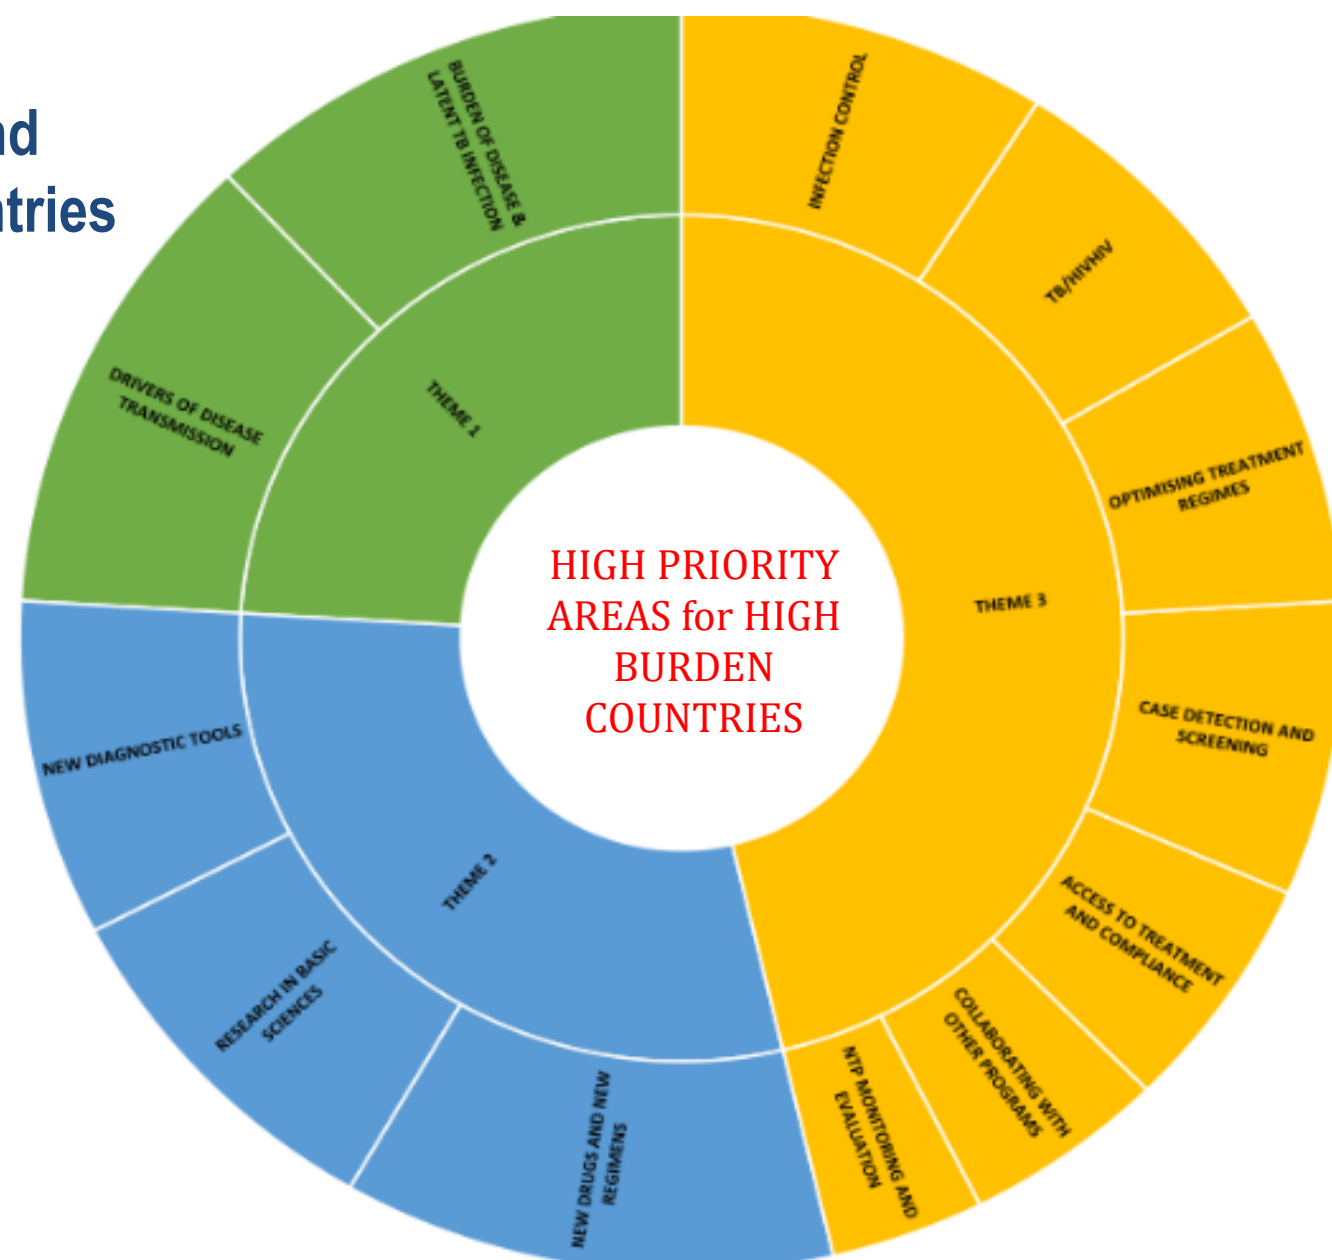 nd
ntries
HIGH PRIORITY
AREAS for HIGH
BURDEN
COUNTRIES
THEME 1
BURDEN OF DISEASE &
LATENT TB INFECTION
DRIVERS OF DISEASE
TRANSMISSION
THEME 2
NEW DIAGNOSTIC TOOLS
RESEARCH IN BASIC
SCIENCES
NEW DRUGS AND NEW
REGIMENS
THEME 3
INFECTION CONTROL
TB/HIVHIV
OPTIMISING TREATMENT
REGIMES
CASE DETECTION AND
SCREENING
ACCESS TO TREATMENT
AND COMPLIANCE
COLLABORATING WITH
OTHER PROGRAMS
NTP MONITORING AND
EVALUATION